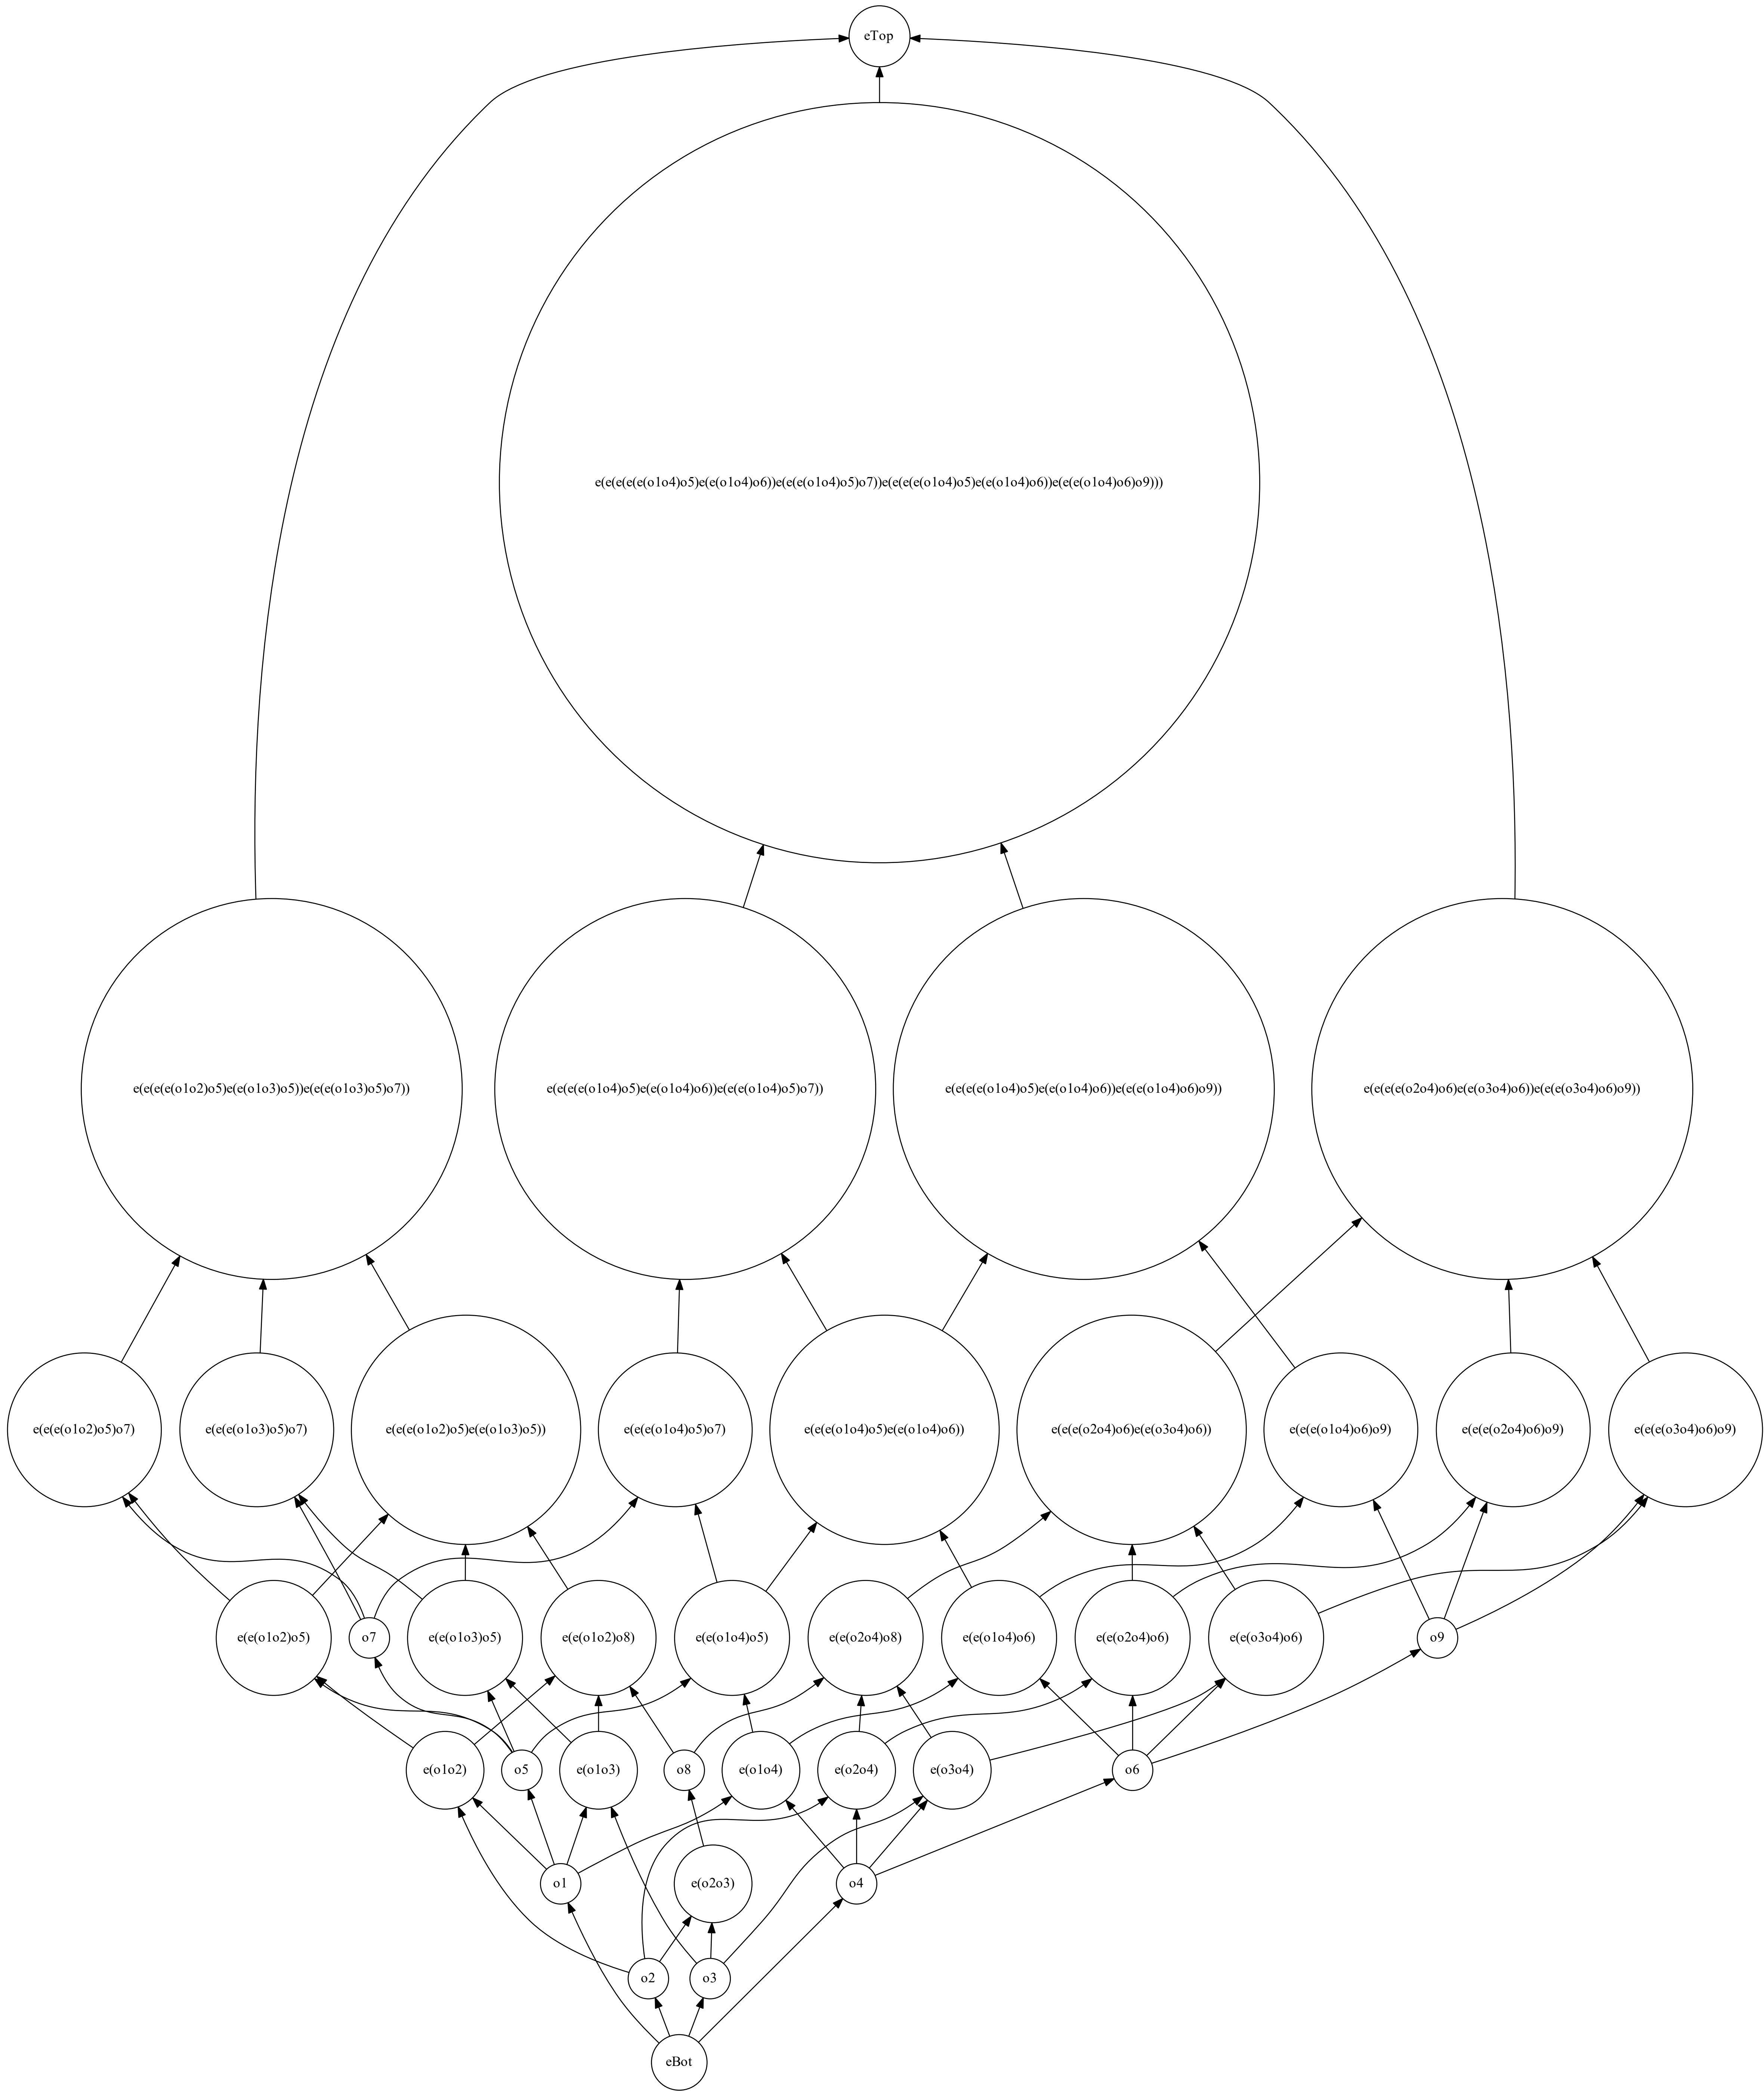 eTop
e(e(e(e(e(o1o4)o5)e(e(o1o4)o6))e(e(e(o1o4)o5)o7))e(e(e(e(o1o4)o5)e(e(o1o4)o6))e(e(e(o1o4)o6)o9)))
e(e(e(e(o1o2)o5)e(e(o1o3)o5))e(e(e(o1o3)o5)o7))
e(e(e(e(o1o4)o5)e(e(o1o4)o6))e(e(e(o1o4)o5)o7))
e(e(e(e(o1o4)o5)e(e(o1o4)o6))e(e(e(o1o4)o6)o9))
e(e(e(e(o2o4)o6)e(e(o3o4)o6))e(e(e(o3o4)o6)o9))
e(e(e(o1o2)o5)o7)
e(e(e(o1o3)o5)o7)
e(e(e(o1o2)o5)e(e(o1o3)o5))
e(e(e(o1o4)o5)o7)
e(e(e(o1o4)o5)e(e(o1o4)o6))
e(e(e(o2o4)o6)e(e(o3o4)o6))
e(e(e(o1o4)o6)o9)
e(e(e(o2o4)o6)o9)
e(e(e(o3o4)o6)o9)
e(e(o1o2)o5)
o7
e(e(o1o3)o5)
e(e(o1o2)o8)
e(e(o1o4)o5)
e(e(o2o4)o8)
e(e(o1o4)o6)
e(e(o2o4)o6)
e(e(o3o4)o6)
o9
e(o1o2)
o5
e(o1o3)
o8
e(o1o4)
e(o2o4)
e(o3o4)
o6
o1
e(o2o3)
o4
o2
o3
eBot